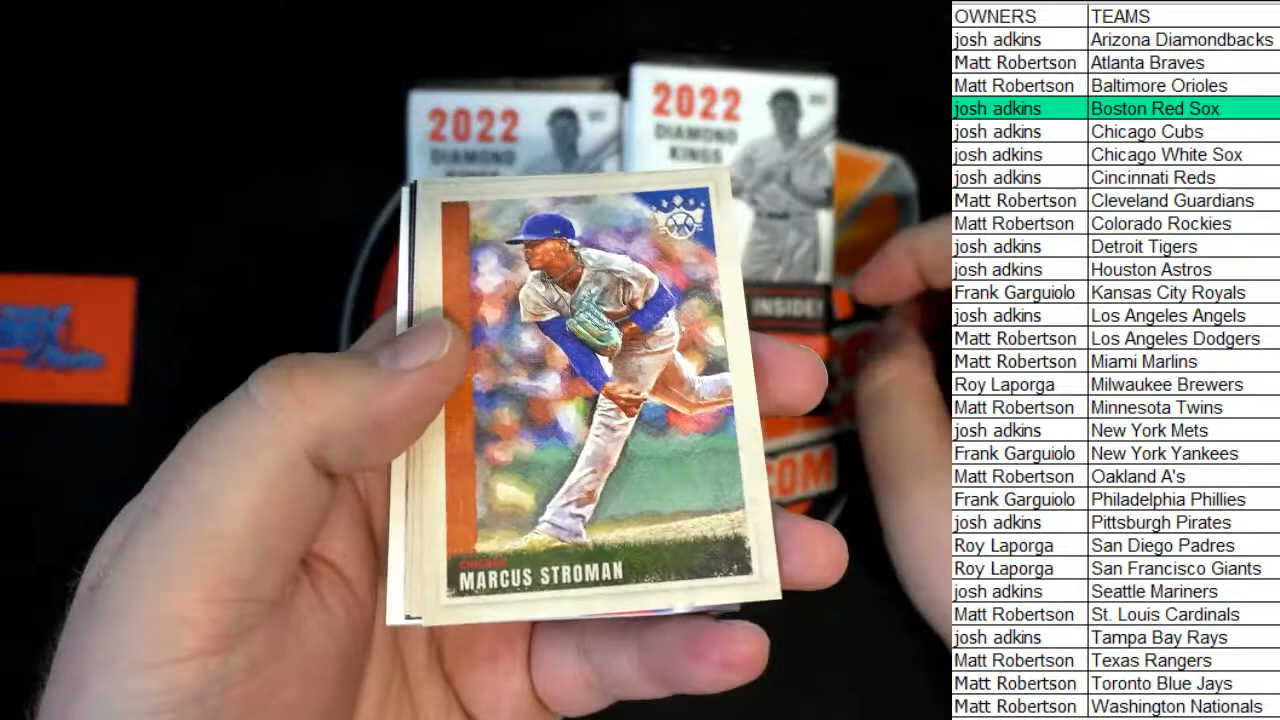 OWNERS TEAMS
josh adkins Arizona Diamondbacks
Matt Robertson Atlanta Braves
Matt Robertson Baltimore Orioles
josh adkins Boston Red Sox
josh adkins Chicago Cubs
josh adkins Chicago White Sox
josh adkins Cincinnati Reds
Matt Robertson Cleveland Guardians
Matt Robertson Colorado Rockies
josh adkins Detroit Tigers
josh adkins Houston Astros
Frank Garguiolo Kansas City Royals
josh adkins Los Angeles Angels
Matt Robertson Los Angeles Dodgers
Matt Robertson Miami Marlins
Roy Laporga Milwaukee Brewers
Matt Robertson Minnesota Twins
josh adkins New York Mets
Frank Garguiolo New York Yankees
Matt Robertson Oakland A's
Frank Garguiolo Philadelphia Phillies
josh adkins Pittsburgh Pirates
Roy Laporga San Diego Padres
Roy Laporga San Francisco Giants
josh adkins Seattle Mariners
Matt Robertson St. Louis Cardinals
josh adkins Tampa Bay Rays
Matt Robertson Texas Rangers
Matt Robertson Toronto Blue Jays
Matt Robertson Washington Nationals
2022
DIAMOND
KINGS
2022
DIAMOND
KINGS
INSIDE!
COM
CHICAGO
MARCUS STROMAN